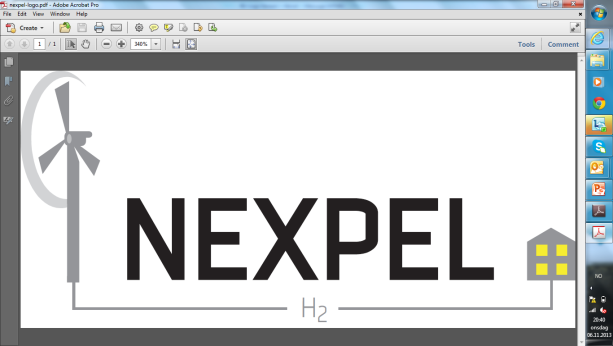 nexpel-logo.pdf - Adobe Acrobat Pro
File Edit View Window Help
Create
1 / 1
340%
Tools Comment
NEXPEL
H2
NO
20:40
onsdag
06.11.2013